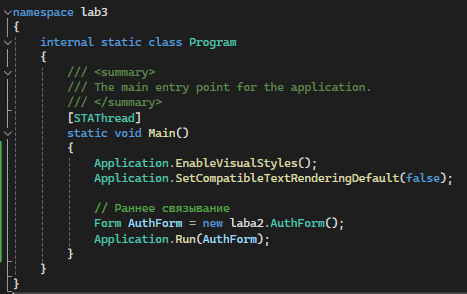 namespace lab3
{
internal static class Program
{
/// <summary>
/// The main entry point for the application.
/// </summary>
[STAThread]
static void Main()
{
Application.EnableVisualStyles();
Application.SetCompatibleTextRenderingDefault(false);
// Раннее связывание
Form AuthForm = new laba2.AuthForm();
Application.Run(AuthForm);
}
}
}